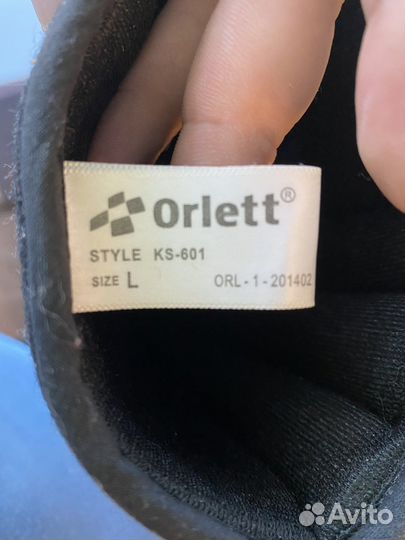 Orlett®
STYLE KS-601
SIZE L ORL - 1 - 201402
Avito